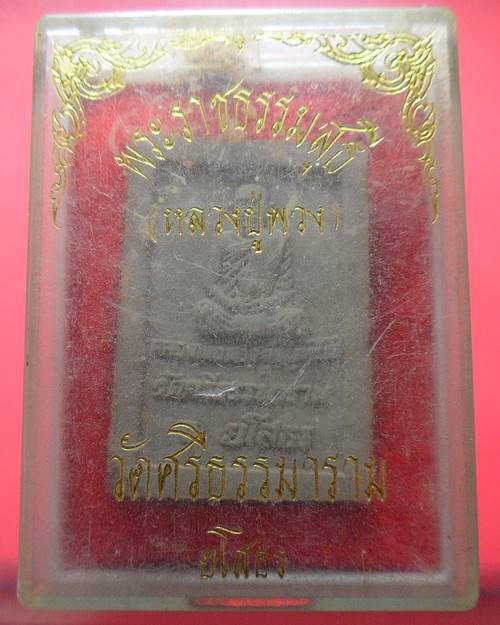 พระราชธรรมสุธี
(หลวงปู่พวง)
วัดศรีธรรมาราม
ยโสธร
ยโสธร